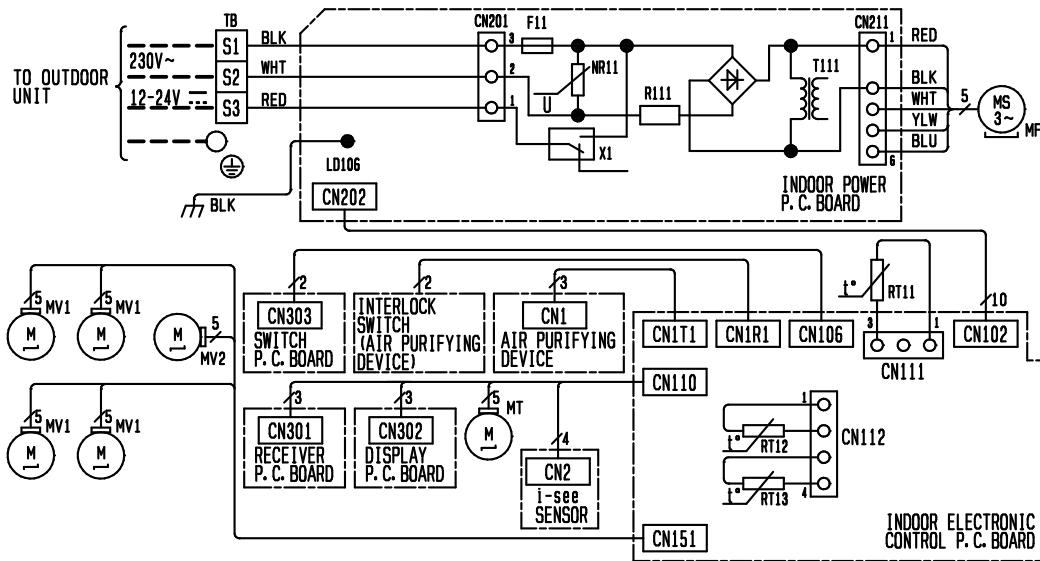 TO OUTDOOR
UNIT
TB
S1
S2
S3
230V~
12-24V ⎓
BLK
WHT
RED
BLK
LD106
CN202
CN201
3
2
1
F11
NR11
U
R111
X1
T111
CN211
1
6
RED
BLK
WHT
YLW
BLU
5
MS
3~
MF
INDOOR POWER
P.C.BOARD
5
MV1
M
5
MV1
M
M
5
MV2
5
MV1
M
5
MV1
M
2
CN303
SWITCH
P.C.BOARD
2
INTERLOCK
SWITCH
(AIR PURIFYING
DEVICE)
3
CN1
AIR PURIFYING
DEVICE
3
CN301
RECEIVER
P.C.BOARD
3
CN302
DISPLAY
P.C.BOARD
5
MT
M
4
CN2
i-see
SENSOR
CN1T1
CN1R1
CN106
t°
RT11
3
1
CN111
10
CN102
CN110
1
4
CN112
t°
RT12
t°
RT13
CN151
INDOOR ELECTRONIC
CONTROL P.C.BOARD